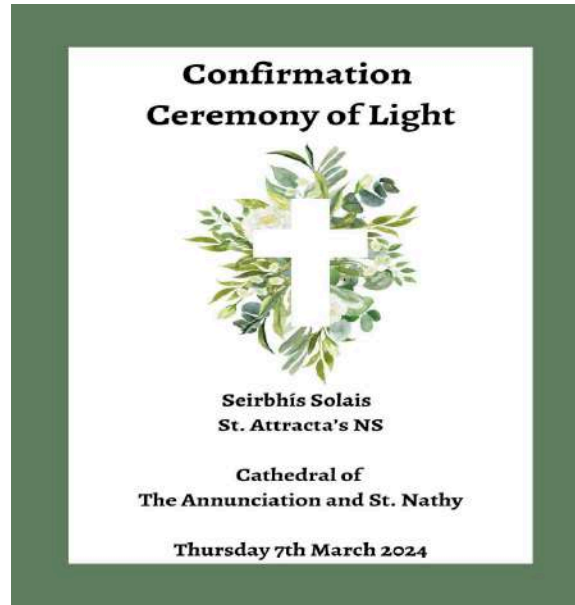 Confirmation
Ceremony of Light
Seirbhís Solais
St. Attracta's NS
Cathedral of
The Annunciation and St. Nathy
Thursday 7th March 2024